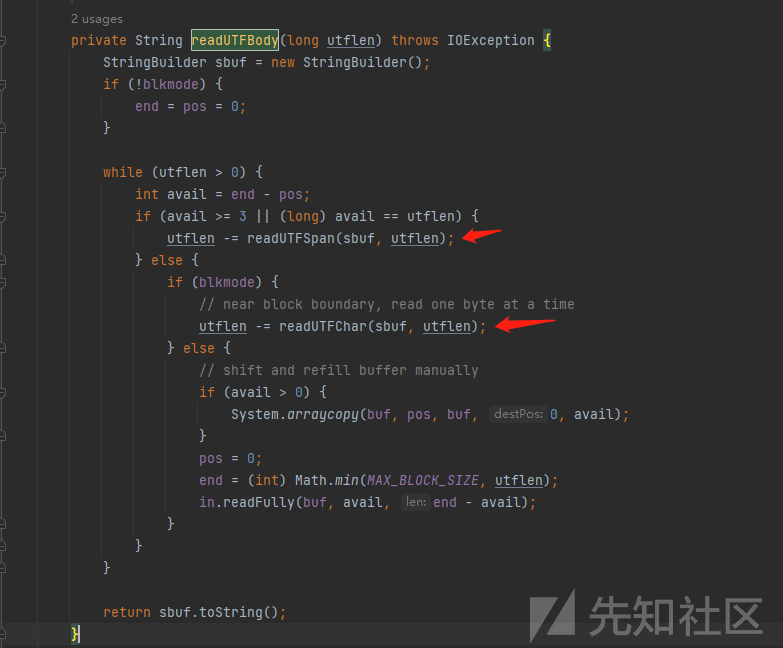 2 usages
private String readUTFBody(long utflen) throws IOException {
StringBuilder sbuf = new StringBuilder();
if (!blkmode) {
end = pos = 0;
}
while (utflen > 0) {
int avail = end - pos;
if (avail >= 3 || (long) avail == utflen) {
utflen -= readUTFSpan(sbuf, utflen);
} else {
if (blkmode) {
// near block boundary, read one byte at a time
utflen -= readUTFChar(sbuf, utflen);
} else {
// shift and refill buffer manually
if (avail > 0) {
System.arraycopy(buf, pos, buf, destPos: 0, avail);
}
pos = 0;
end = (int) Math.min(MAX_BLOCK_SIZE, utflen);
in.readFully(buf, avail, len: end - avail);
}
}
}
return sbuf.toString();
}
先知社区